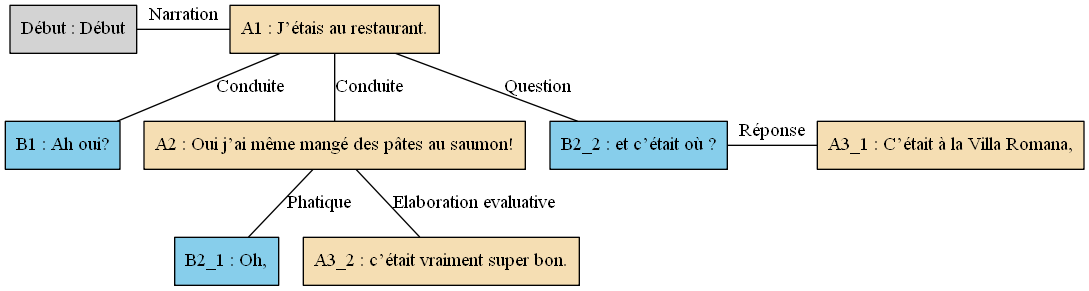 Début : Début
Narration
A1 : J’étais au restaurant.
Conduite
Conduite
Question
B1 : Ah oui?
A2 : Oui j’ai même mangé des pâtes au saumon!
B2_2 : et c’était où ?
Réponse
A3_1 : C’était à la Villa Romana,
Phatique
Elaboration evaluative
B2_1 : Oh,
A3_2 : c’était vraiment super bon.